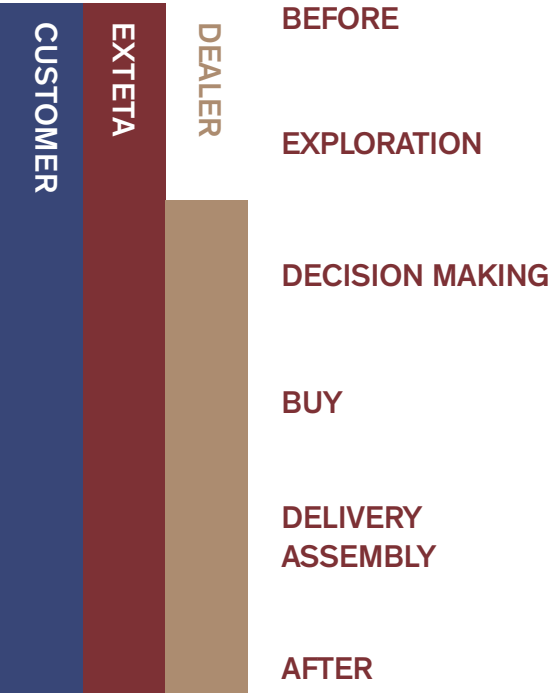 CUSTOMER
EXTETA
DEALER
BEFORE
EXPLORATION
DECISION MAKING
BUY
DELIVERY
ASSEMBLY
AFTER